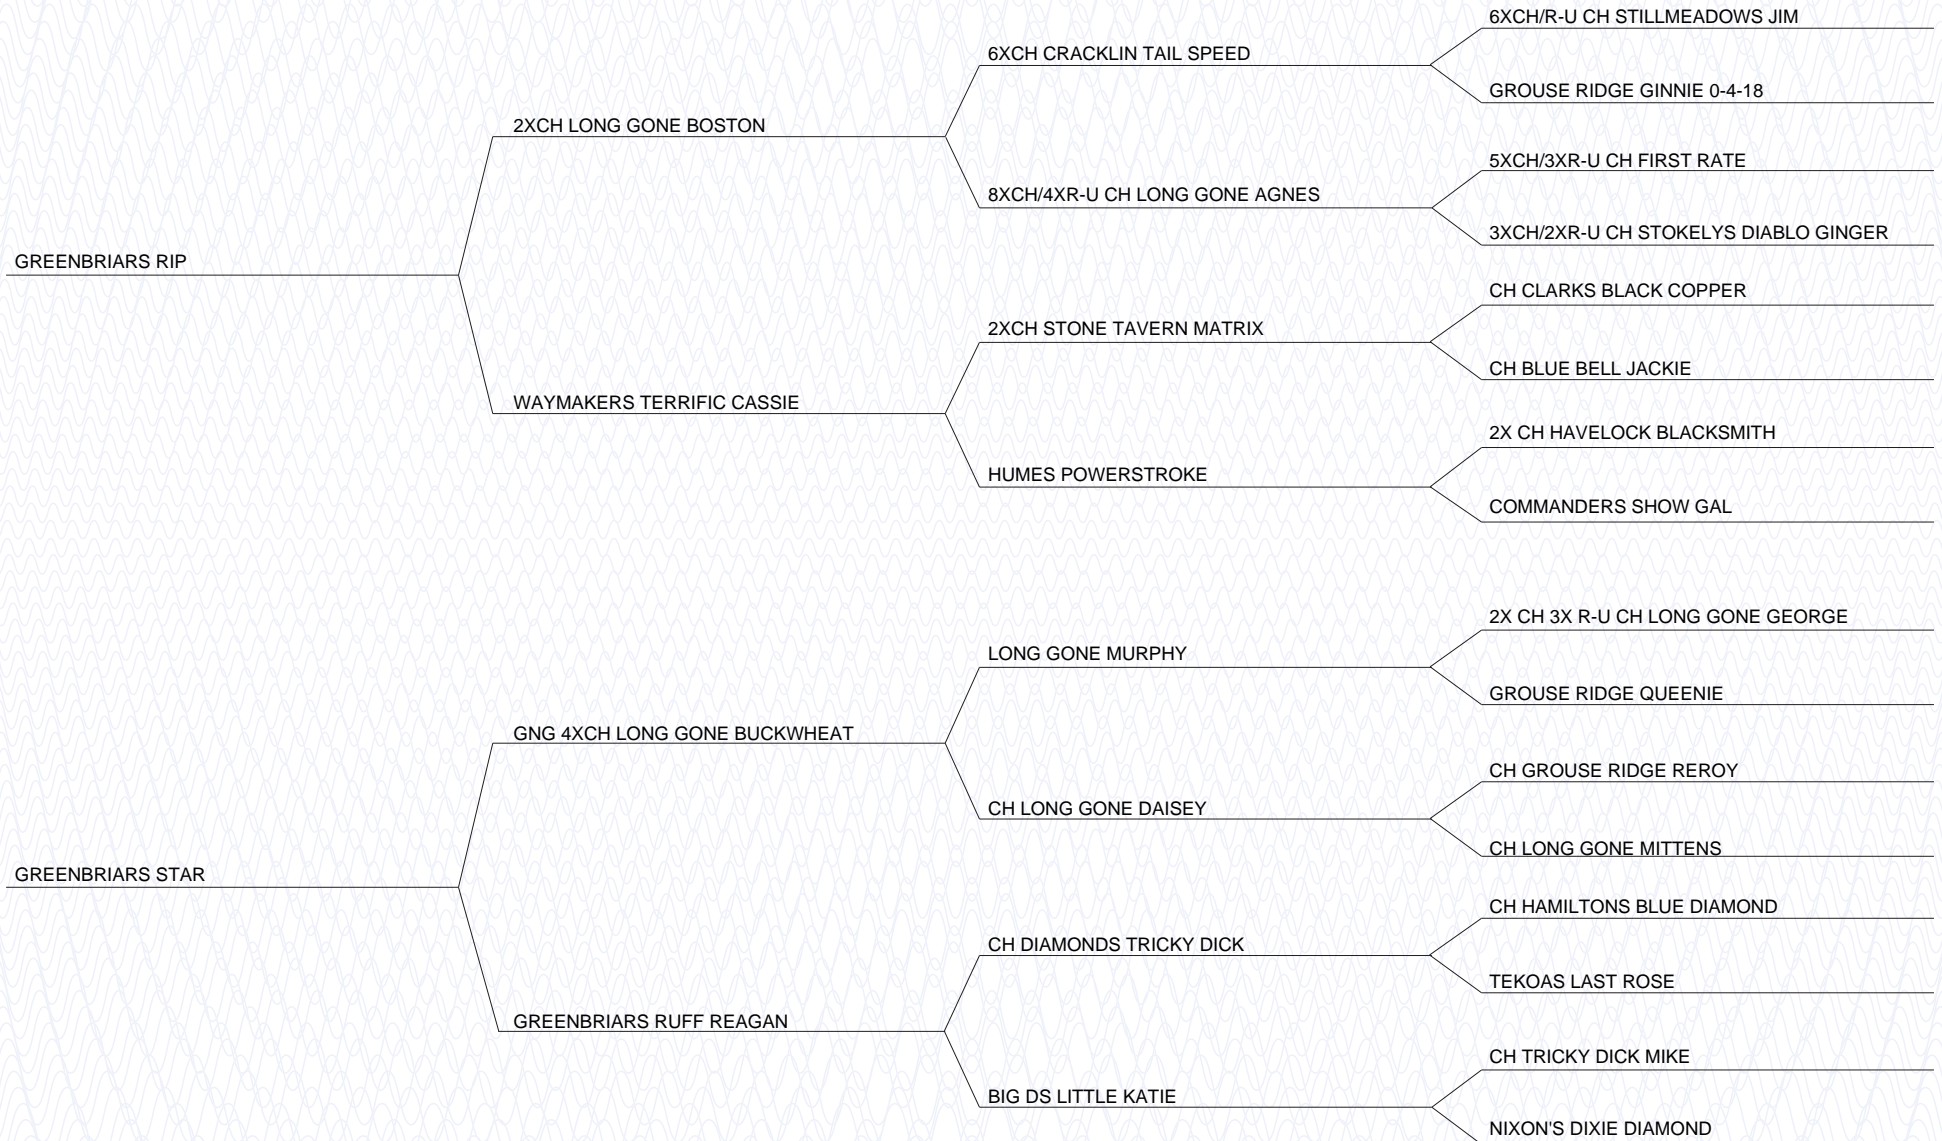 6XCH/R-U CH STILLMEADOWS JIM
6XCH CRACKLIN TAIL SPEED
GROUSE RIDGE GINNIE 0-4-18
2XCH LONG GONE BOSTON
5XCH/3XR-U CH FIRST RATE
8XCH/4XR-U CH LONG GONE AGNES
3XCH/2XR-U CH STOKELYS DIABLO GINGER
GREENBRIARS RIP
CH CLARKS BLACK COPPER
2XCH STONE TAVERN MATRIX
CH BLUE BELL JACKIE
WAYMAKERS TERRIFIC CASSIE
2X CH HAVELOCK BLACKSMITH
HUMES POWERSTROKE
COMMANDERS SHOW GAL
2X CH 3X R-U CH LONG GONE GEORGE
LONG GONE MURPHY
GROUSE RIDGE QUEENIE
GNG 4XCH LONG GONE BUCKWHEAT
CH GROUSE RIDGE REROY
CH LONG GONE DAISEY
CH LONG GONE MITTENS
GREENBRIARS STAR
CH HAMILTONS BLUE DIAMOND
CH DIAMONDS TRICKY DICK
TEKOAS LAST ROSE
GREENBRIARS RUFF REAGAN
CH TRICKY DICK MIKE
BIG DS LITTLE KATIE
NIXON'S DIXIE DIAMOND